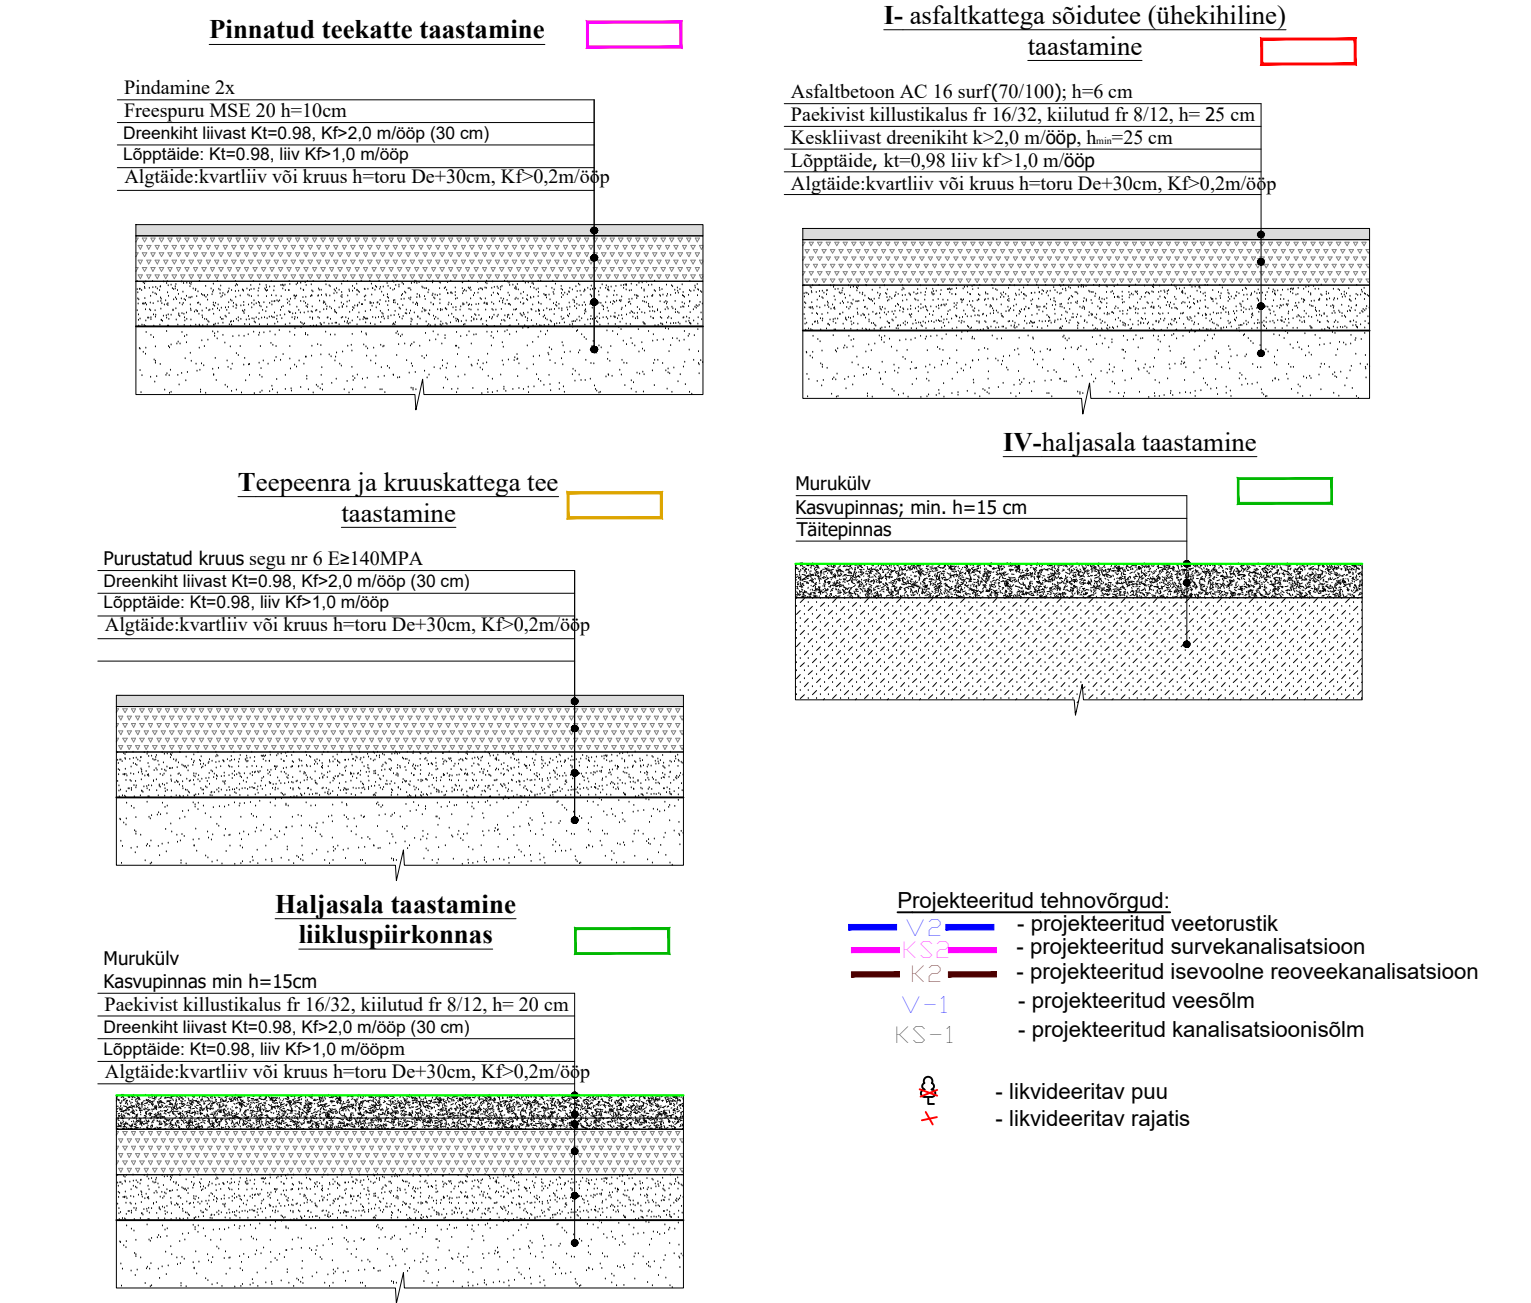 Pinnatud teekatte taastamine
Pindamine 2x
Freespuru MSE 20 h=10cm
Dreenkiht liivast Kt=0.98, Kf>2,0 m/ööp (30 cm)
Lõpptäide: Kt=0.98, liiv Kf>1,0 m/ööp
Algtäide:kvartliiv või kruus h=toru De+30cm, Kf>0,2m/ööp
I- asfaltkattega sõidutee (ühekihiline)
taastamine
Asfaltbetoon AC 16 surf(70/100); h=6 cm
Paekivist killustikalus fr 16/32, kiilutud fr 8/12, h= 25 cm
Keskliivast dreenikiht k>2,0 m/ööp, hmin=25 cm
Lõpptäide, kt=0,98 liiv kf>1,0 m/ööp
Algtäide:kvartliiv või kruus h=toru De+30cm, Kf>0,2m/ööp
Teepeenra ja kruuskattega tee
taastamine
Purustatud kruus segu nr 6 E≥140MPA
Dreenkiht liivast Kt=0.98, Kf>2,0 m/ööp (30 cm)
Lõpptäide: Kt=0.98, liiv Kf>1,0 m/ööp
Algtäide:kvartliiv või kruus h=toru De+30cm, Kf>0,2m/ööp
IV-haljasala taastamine
Murukülv
Kasvupinnas; min. h=15 cm
Täitepinnas
Haljasala taastamine
liikluspiirkonnas
Murukülv
Kasvupinnas min h=15cm
Paekivist killustikalus fr 16/32, kiilutud fr 8/12, h= 20 cm
Dreenkiht liivast Kt=0.98, Kf>2,0 m/ööp (30 cm)
Lõpptäide: Kt=0.98, liiv Kf>1,0 m/ööpm
Algtäide:kvartliiv või kruus h=toru De+30cm, Kf>0,2m/ööp
Projekteeritud tehnovõrgud:
V2 - projekteeritud veetorustik
KS2 - projekteeritud survekanalisatsioon
K2 - projekteeritud isevoolne reoveekanalisatsioon
V-1 - projekteeritud veesõlm
KS-1 - projekteeritud kanalisatsioonisõlm
- likvideeritav puu
- likvideeritav rajatis